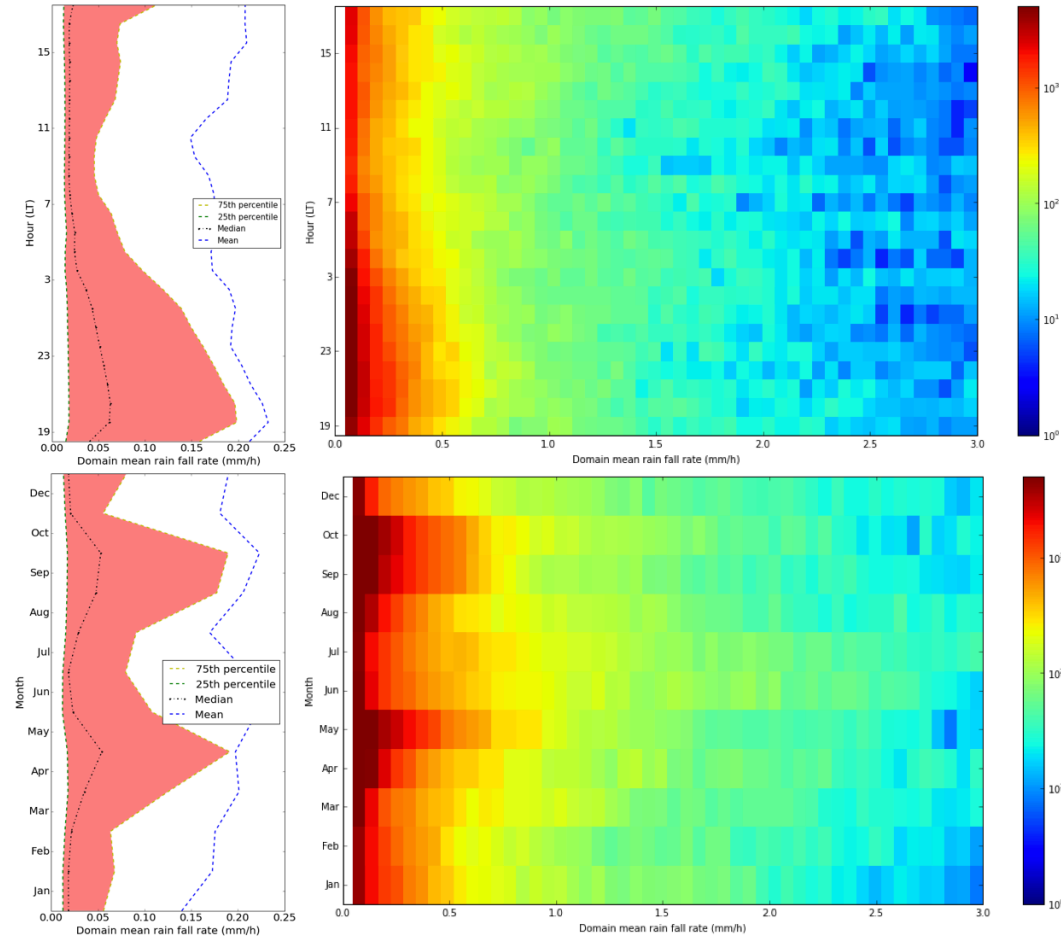 15
11
7
3
23
19
Hour (LT)
75th percentile
25th percentile
Median
Mean
0.00 0.05 0.10 0.15 0.20 0.25
Domain mean rain fall rate (mm/h)
15
11
7
3
23
19
Hour (LT)
0.0 0.5 1.0 1.5 2.0 2.5 3.0
Domain mean rain fall rate (mm/h)
10³
10²
10¹
10⁰
Dec
Oct
Sep
Aug
Jul
Jun
May
Apr
Mar
Feb
Jan
Month
75th percentile
25th percentile
Median
Mean
0.00 0.05 0.10 0.15 0.20 0.25
Domain mean rain fall rate (mm/h)
Dec
Oct
Sep
Aug
Jul
Jun
May
Apr
Mar
Feb
Jan
Month
0.0 0.5 1.0 1.5 2.0 2.5 3.0
Domain mean rain fall rate (mm/h)